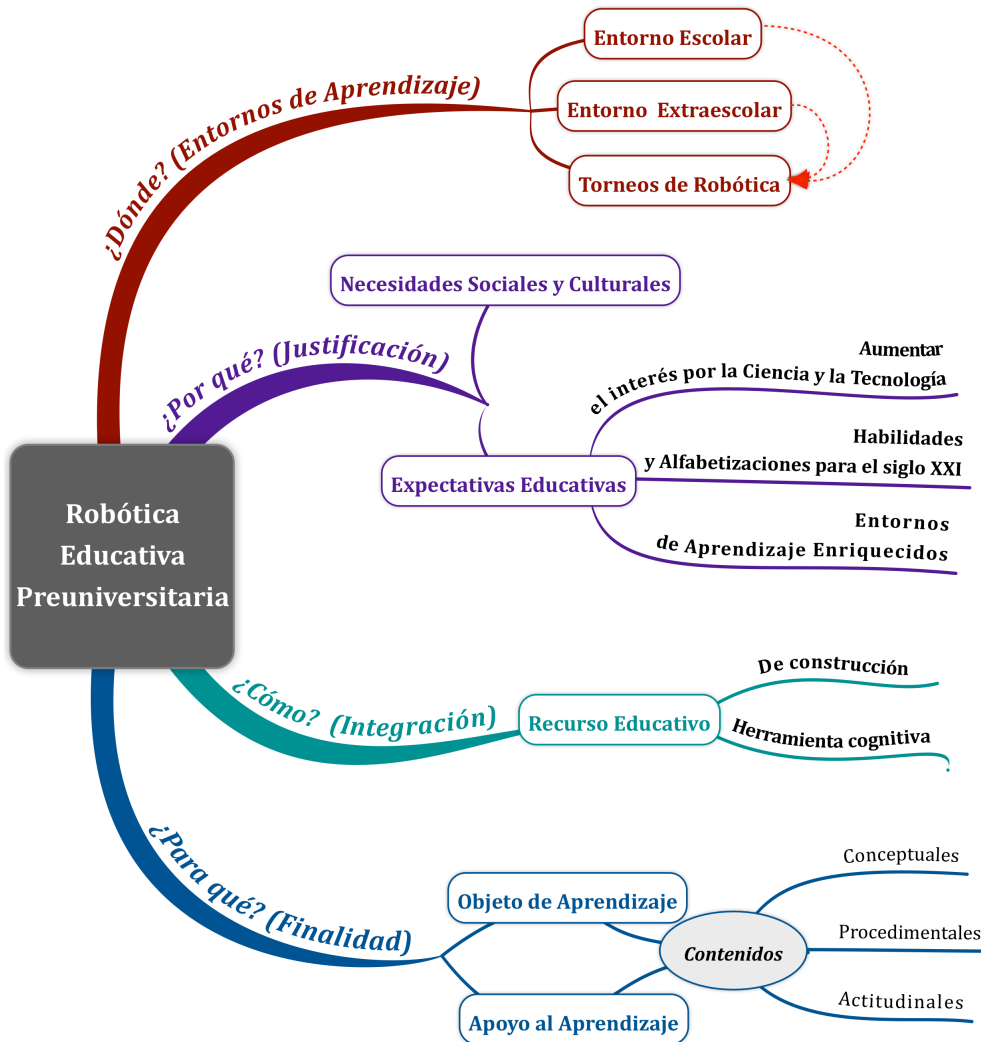 Entorno Escolar
¿Dónde? (Entornos de Aprendizaje)
Entorno Extraescolar
Torneos de Robótica
Necesidades Sociales y Culturales
¿Por qué? (Justificación)
Aumentar
el interés por la Ciencia y la Tecnología
Habilidades
y Alfabetizaciones para el siglo XXI
Expectativas Educativas
Entornos
de Aprendizaje Enriquecidos
Robótica
Educativa
Preuniversitaria
¿Cómo? (Integración)
Recurso Educativo
De construcción
Herramienta cognitiva
¿Para qué? (Finalidad)
Objeto de Aprendizaje
Apoyo al Aprendizaje
Contenidos
Conceptuales
Procedimentales
Actitudinales